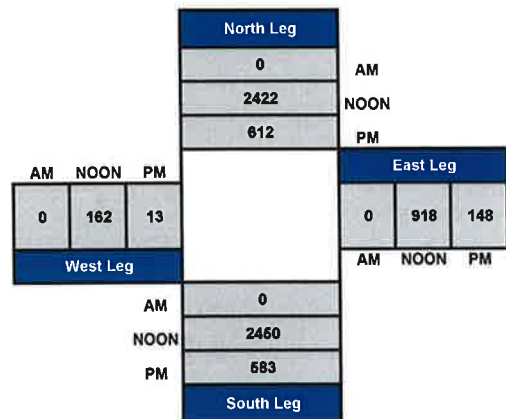 North Leg
0 AM
2422 NOON
612 PM
AM NOON PM East Leg
0 162 13 0 918 148
West Leg AM NOON PM
AM 0
NOON 2450
PM 583
South Leg